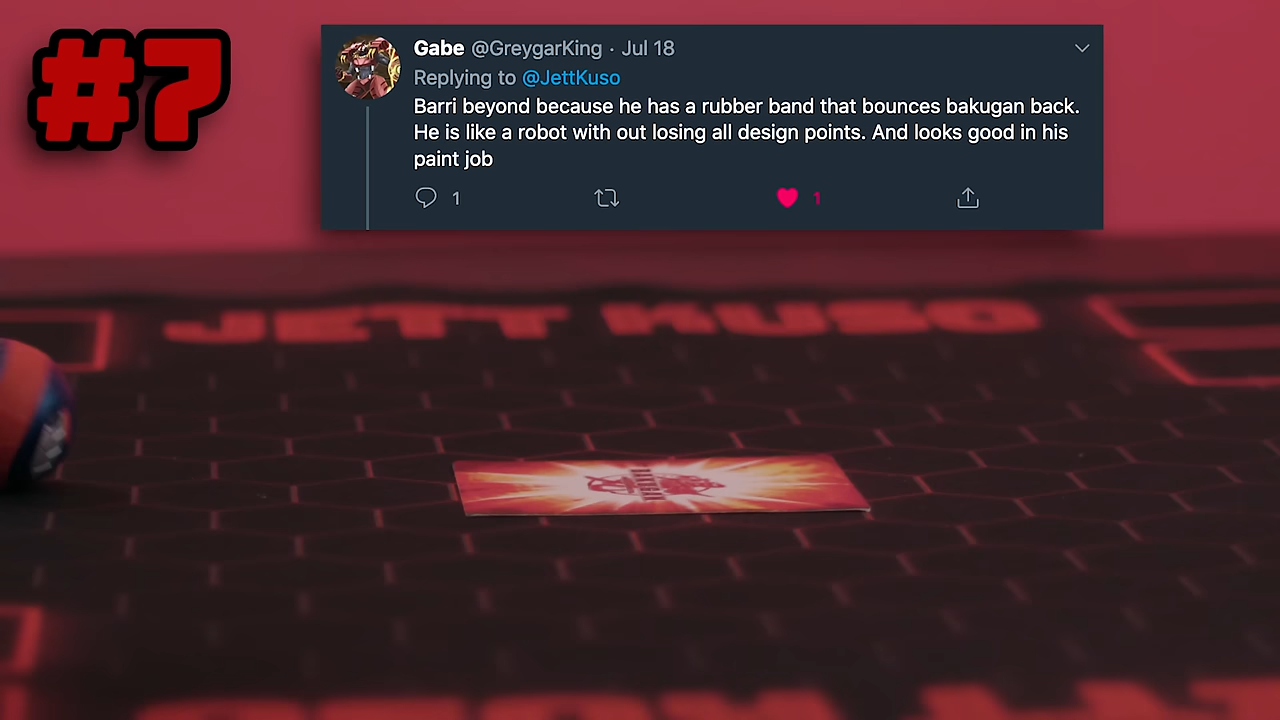 #7
Gabe @GreygarKing · Jul 18
Replying to @JettKuso
Barri beyond because he has a rubber band that bounces bakugan back.
He is like a robot with out losing all design points. And looks good in his
paint job
1
1
JETT KUSO
BAKUGAN